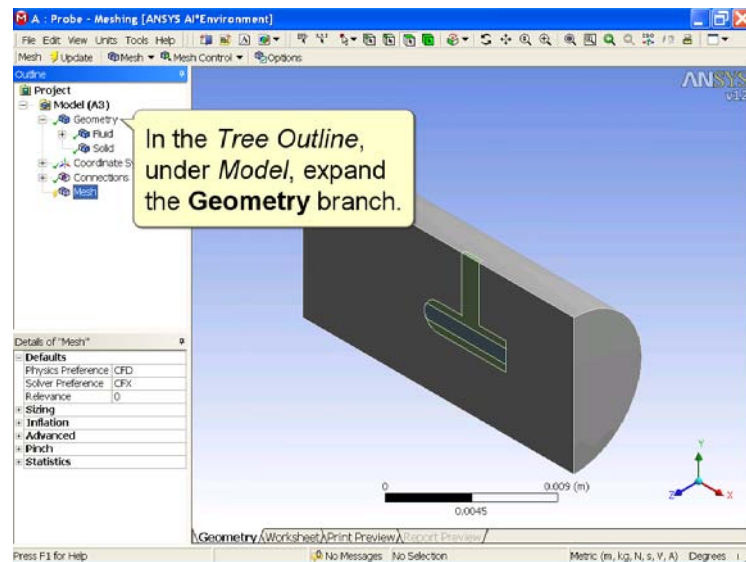 A : Probe - Meshing [ANSYS AI*Environment]
File Edit View Units Tools Help
Mesh Update Mesh Mesh Control Options
Outline
Project
Model (A3)
Geometry
Fluid
Solid
Coordinate Sy
Connections
Mesh
In the Tree Outline,
under Model, expand
the Geometry branch.
ANSYS
v12
Details of "Mesh"
Defaults
Physics Preference CFD
Solver Preference CFX
Relevance 0
Sizing
Inflation
Advanced
Pinch
Statistics
0 0.009 (m)
0.0045
Y
Z X
Geometry Worksheet Print Preview Report Preview
Press F1 for Help No Messages No Selection Metric (m, kg, N, s, V, A) Degrees